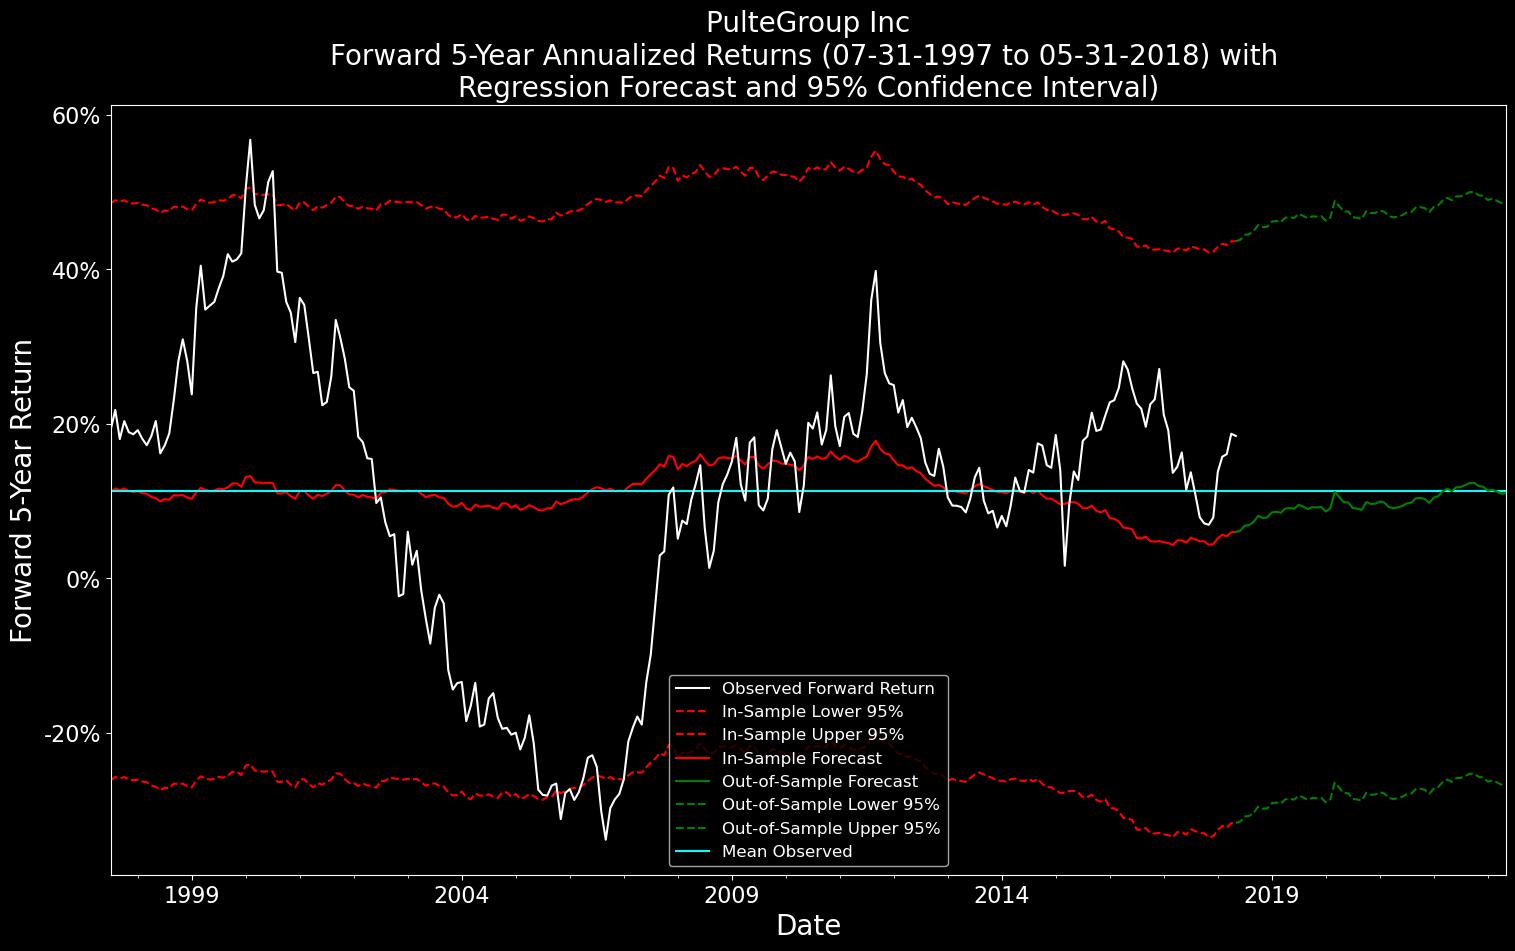 PulteGroup Inc
Forward 5-Year Annualized Returns (07-31-1997 to 05-31-2018) with
Regression Forecast and 95% Confidence Interval)
60%
40%
20%
0%
-20%
Forward 5-Year Return
Observed Forward Return
In-Sample Lower 95%
In-Sample Upper 95%
In-Sample Forecast
Out-of-Sample Forecast
Out-of-Sample Lower 95%
Out-of-Sample Upper 95%
Mean Observed
1999 2004 2009 2014 2019
Date